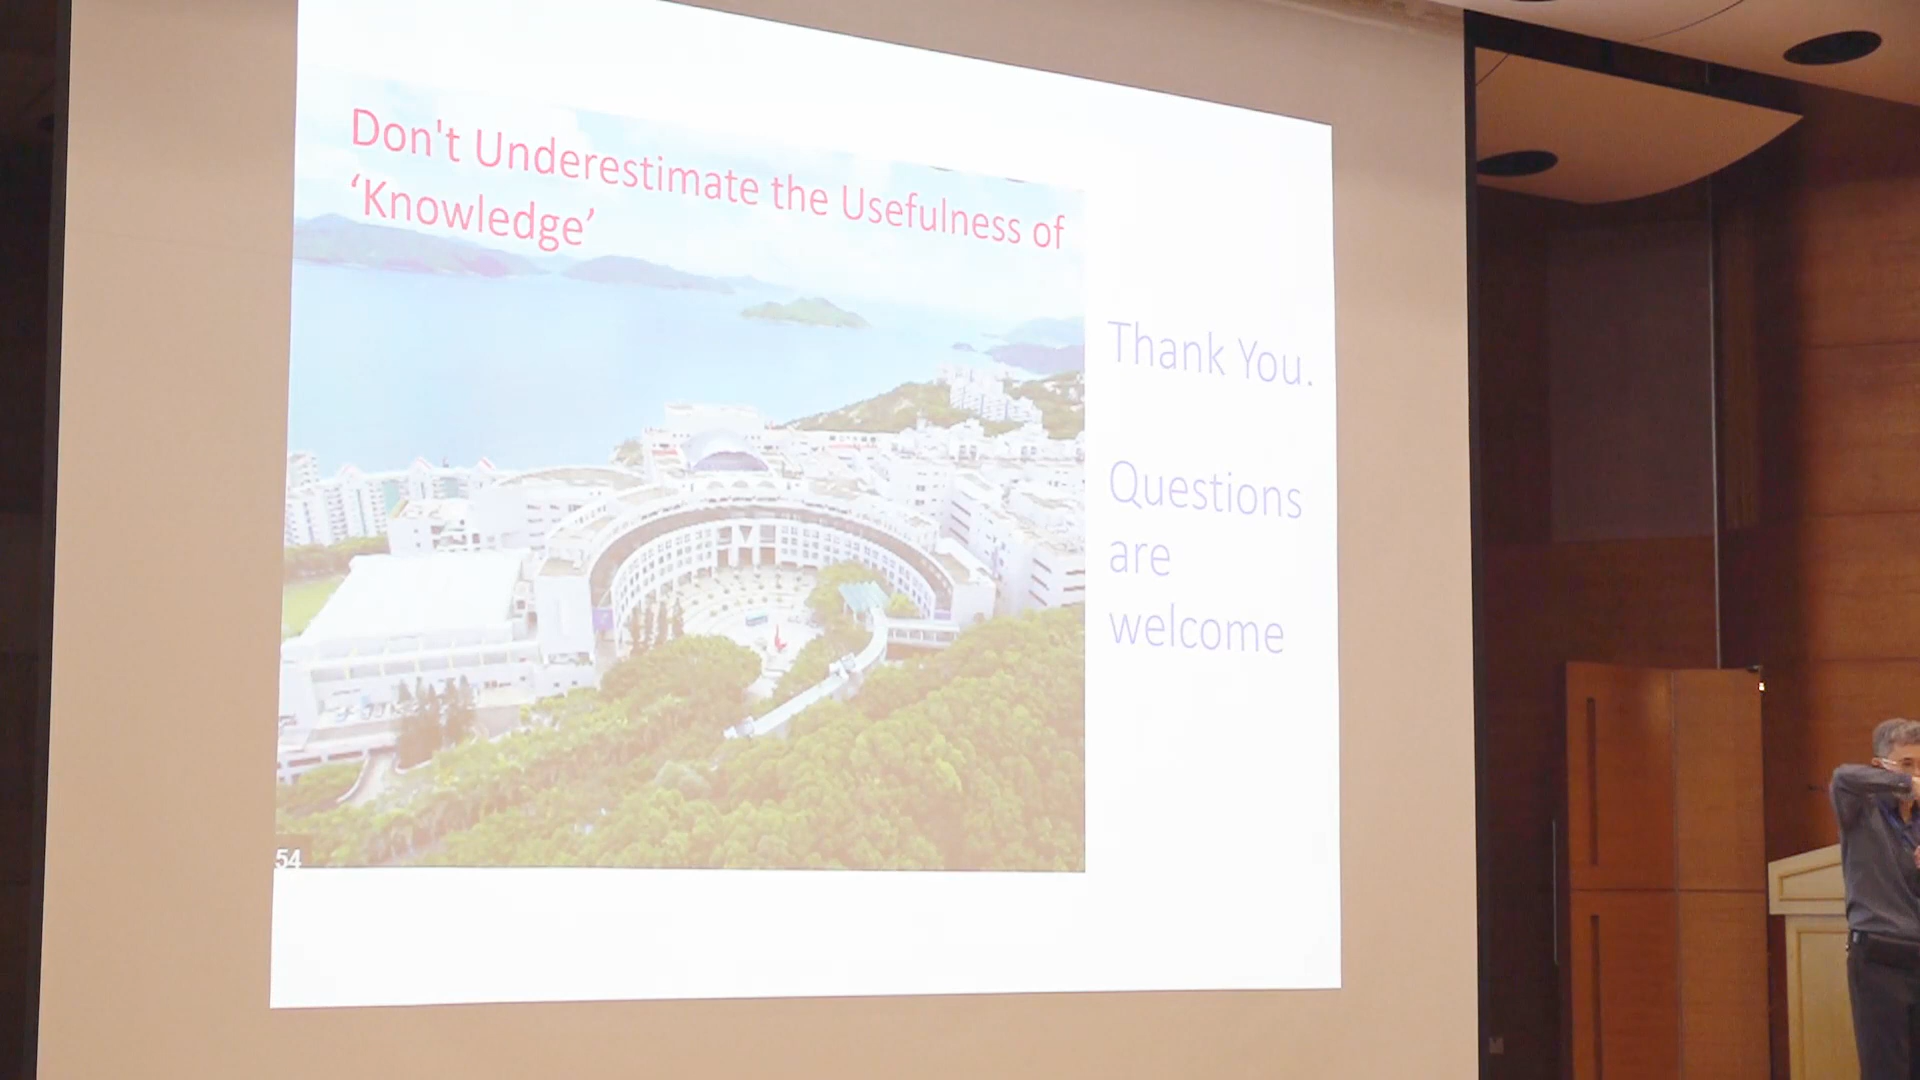 Don't Underestimate the Usefulness of
‘Knowledge’
Thank You.
Questions
are
welcome
54